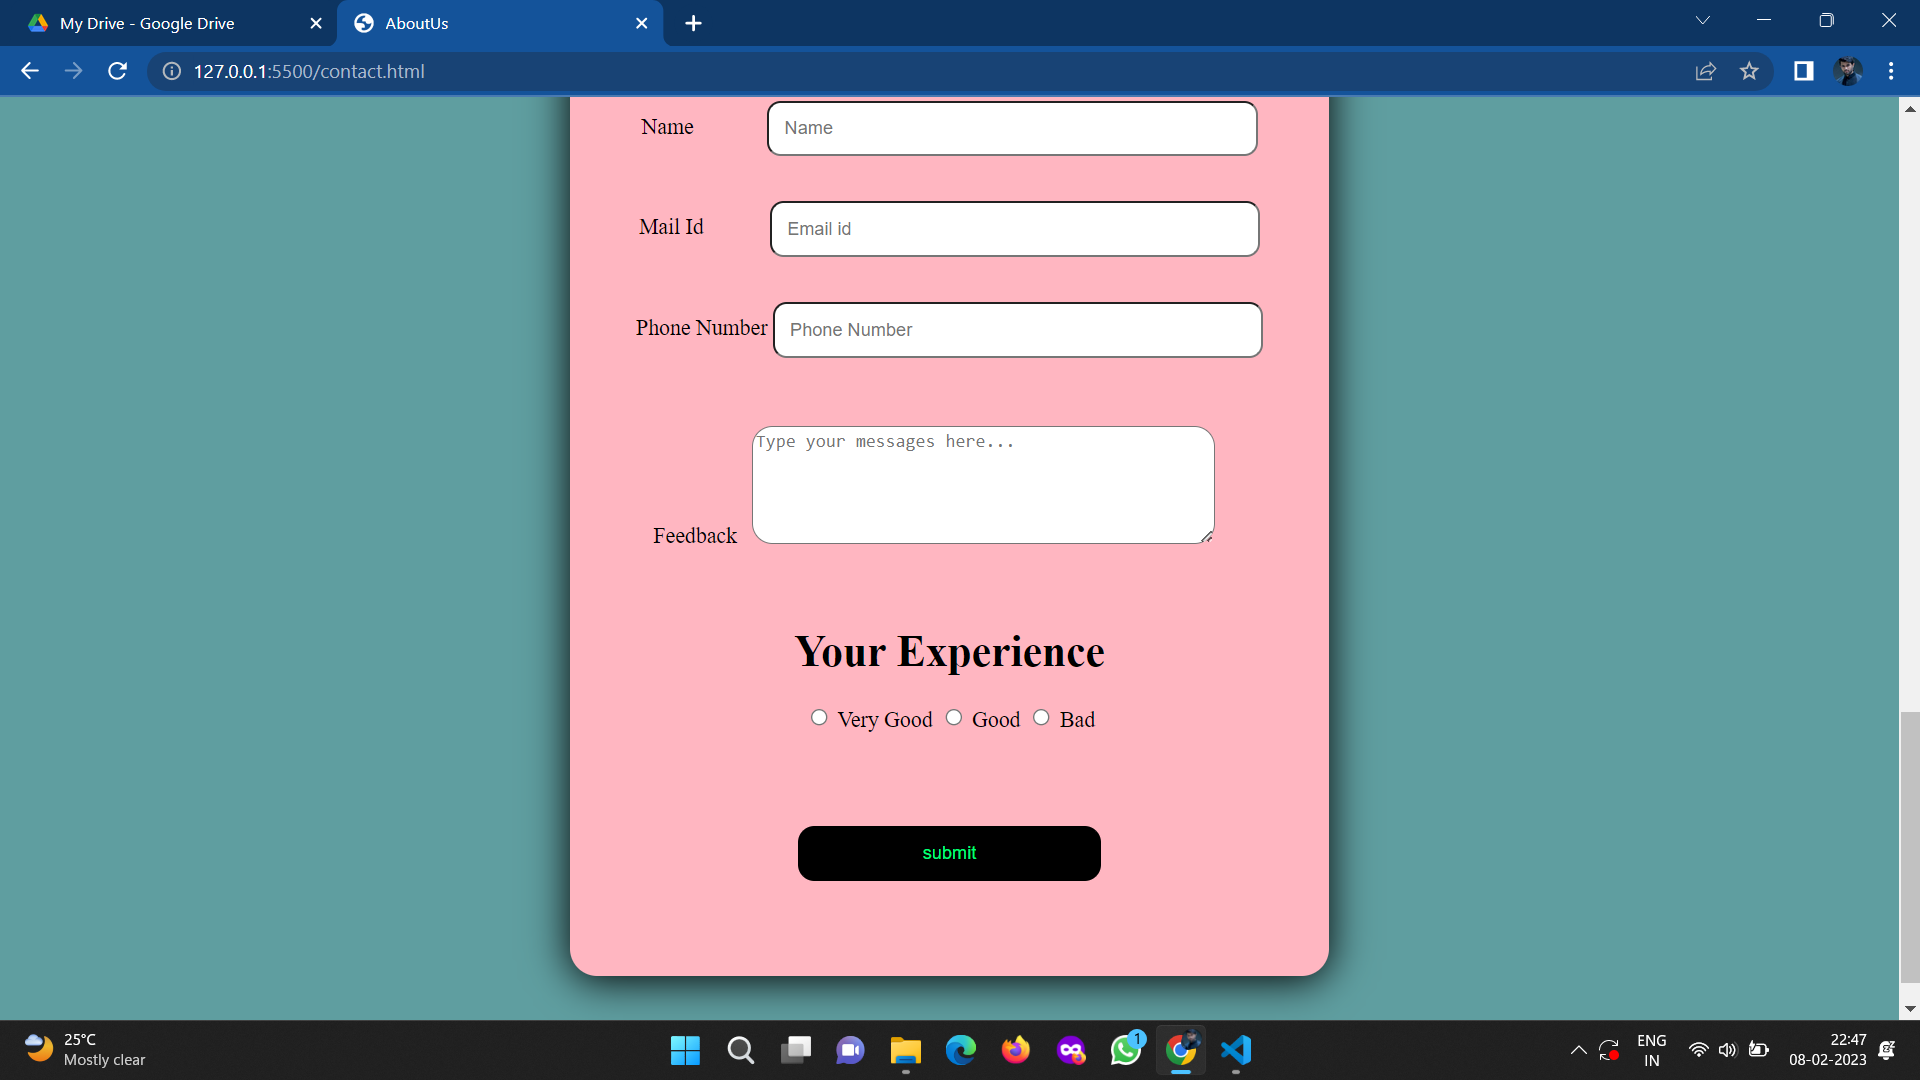 My Drive - Google Drive
AboutUs
127.0.0.1:5500/contact.html
Name
Name
Mail Id
Email id
Phone Number
Phone Number
Type your messages here...
Feedback
Your Experience
Very Good
Good
Bad
submit
25°C
Mostly clear
1
ENG
IN
22:47
08-02-2023